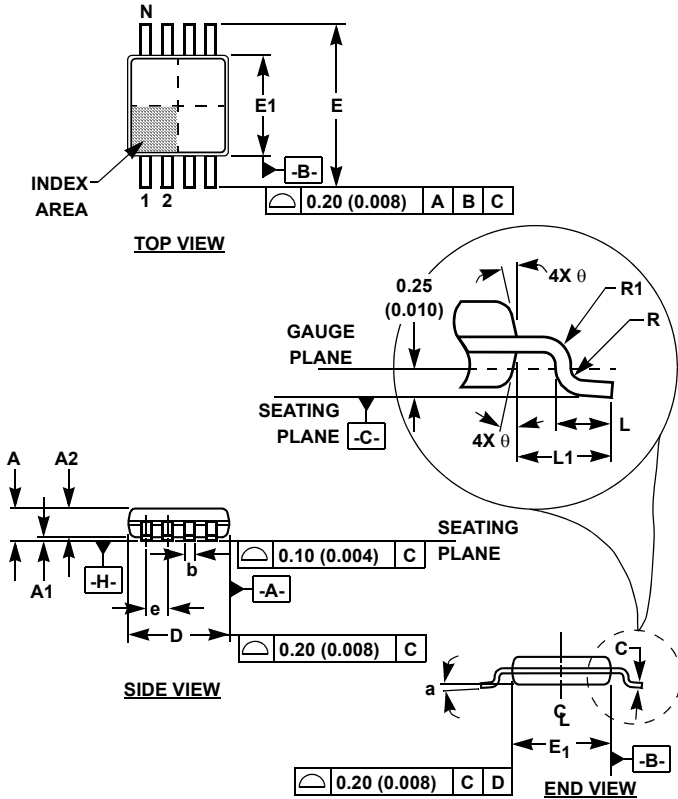 N
E1
E
-B-
INDEX
AREA
1 2
0.20 (0.008) A B C
TOP VIEW
0.25
(0.010)
4X θ
R1
R
GAUGE
PLANE
SEATING
PLANE -C-
4X θ
L
L1
A A2
SEATING
PLANE
0.10 (0.004) C
A1
-H-
b
-A-
e
D
0.20 (0.008) C
SIDE VIEW
C
a
CL
E1
-B-
0.20 (0.008) C D
END VIEW